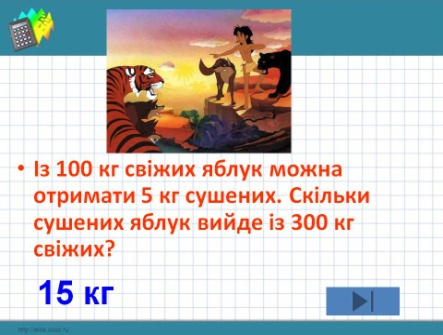 • Із 100 кг свіжих яблук можна
отримати 5 кг сушених. Скільки
сушених яблук вийде із 300 кг
свіжих?
15 кг